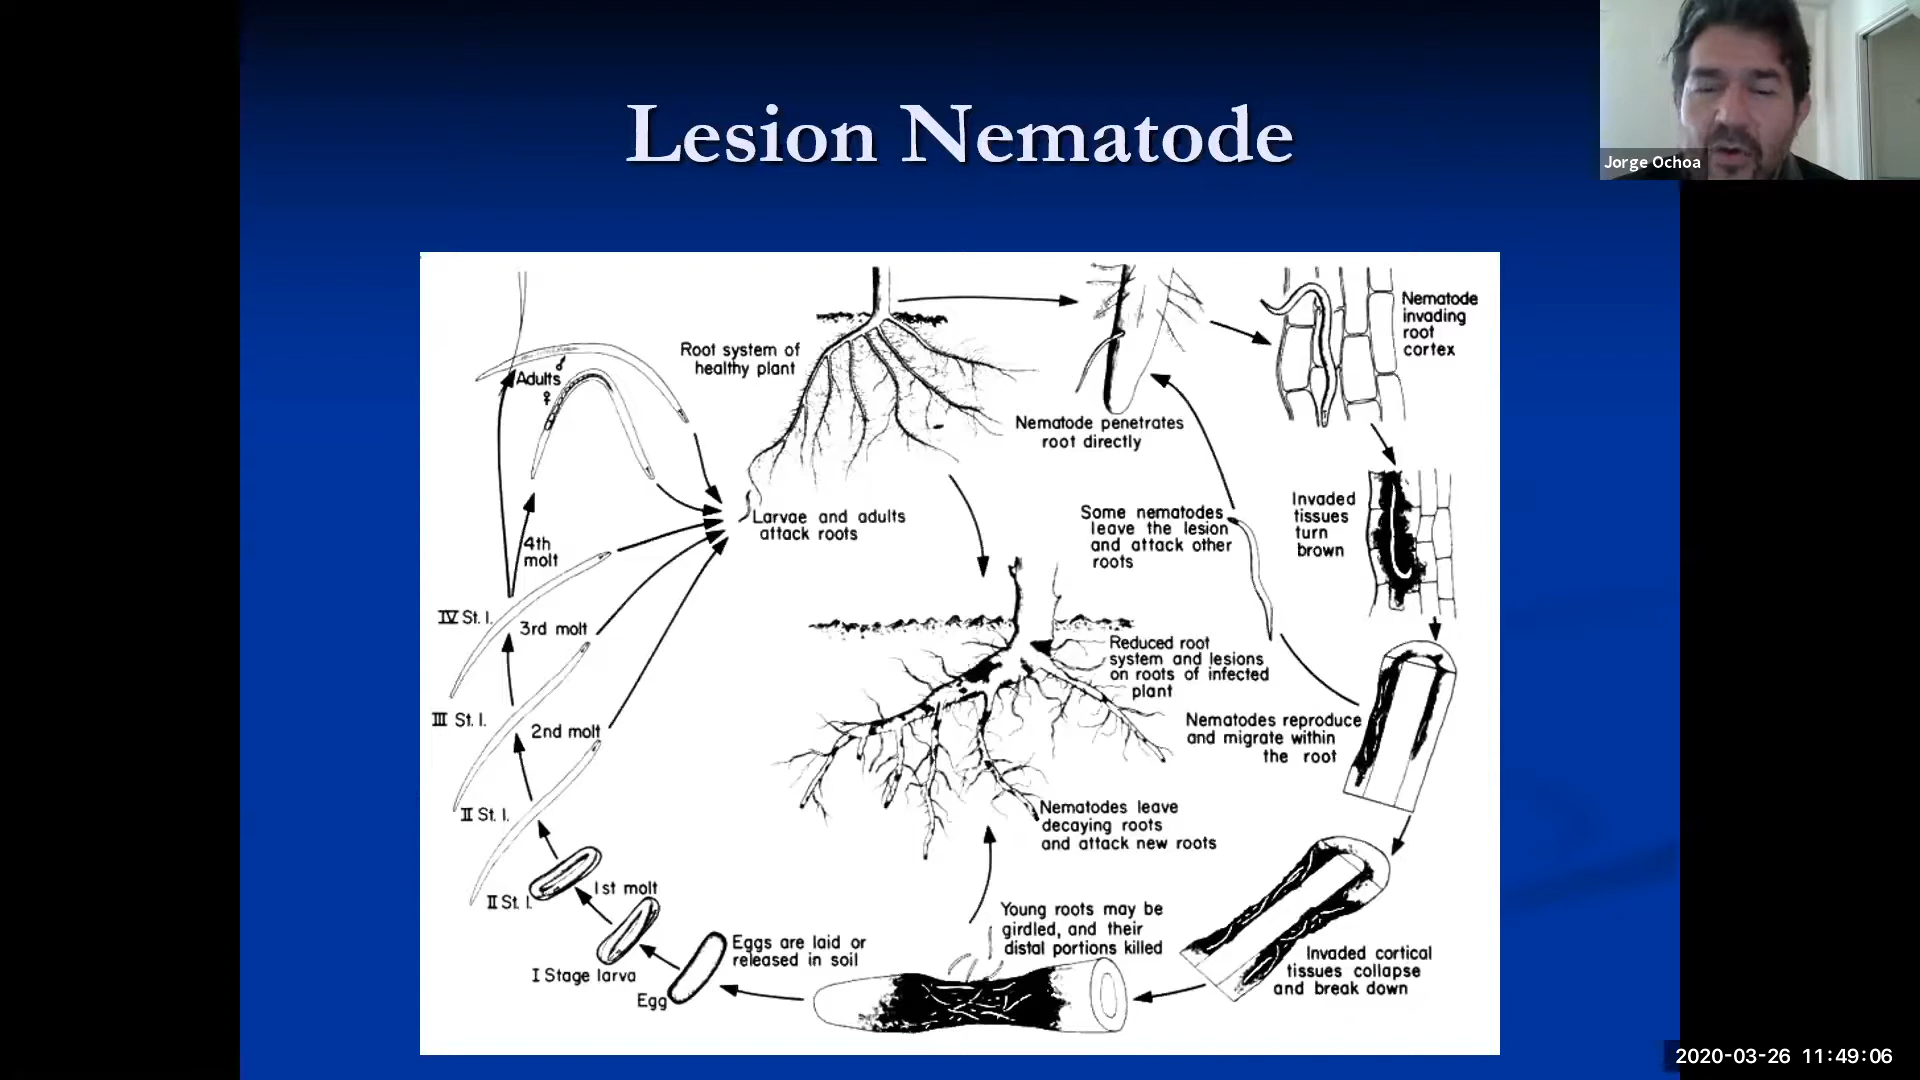 Lesion Nematode
Jorge Ochoa
Root system of
healthy plant
Nematode
invading
root
cortex
Adults
Nematode penetrates
root directly
Larvae and adults
attack roots
Some nematodes
leave the lesion
and attack other
roots
Invaded
tissues
turn
brown
4th
molt
IV St. l.
3rd molt
Reduced root
system and lesions
on roots of infected
plant
III St. l.
2nd molt
Nematodes reproduce
and migrate within
the root
II St. l.
Nematodes leave
decaying roots
and attack new roots
1st molt
II St. l.
Young roots may be
girdled, and their
distal portions killed
Eggs are laid or
released in soil
I Stage larva
Egg
Invaded cortical
tissues collapse
and break down
2020-03-26 11:49:06